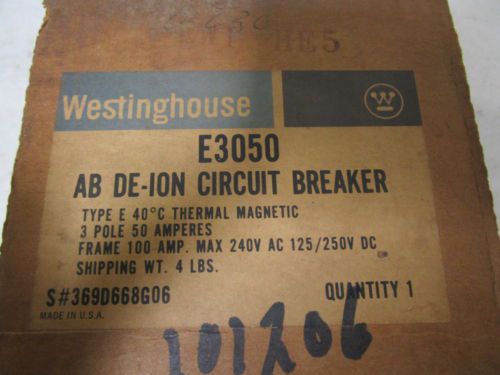 HE5
Westinghouse
W
E3050
AB DE-ION CIRCUIT BREAKER
TYPE E 40°C THERMAL MAGNETIC
3 POLE 50 AMPERES
FRAME 100 AMP. MAX 240V AC 125/250V DC
SHIPPING WT. 4 LBS.
S#369D668G06 QUANTITY 1
MADE IN U.S.A.
101206